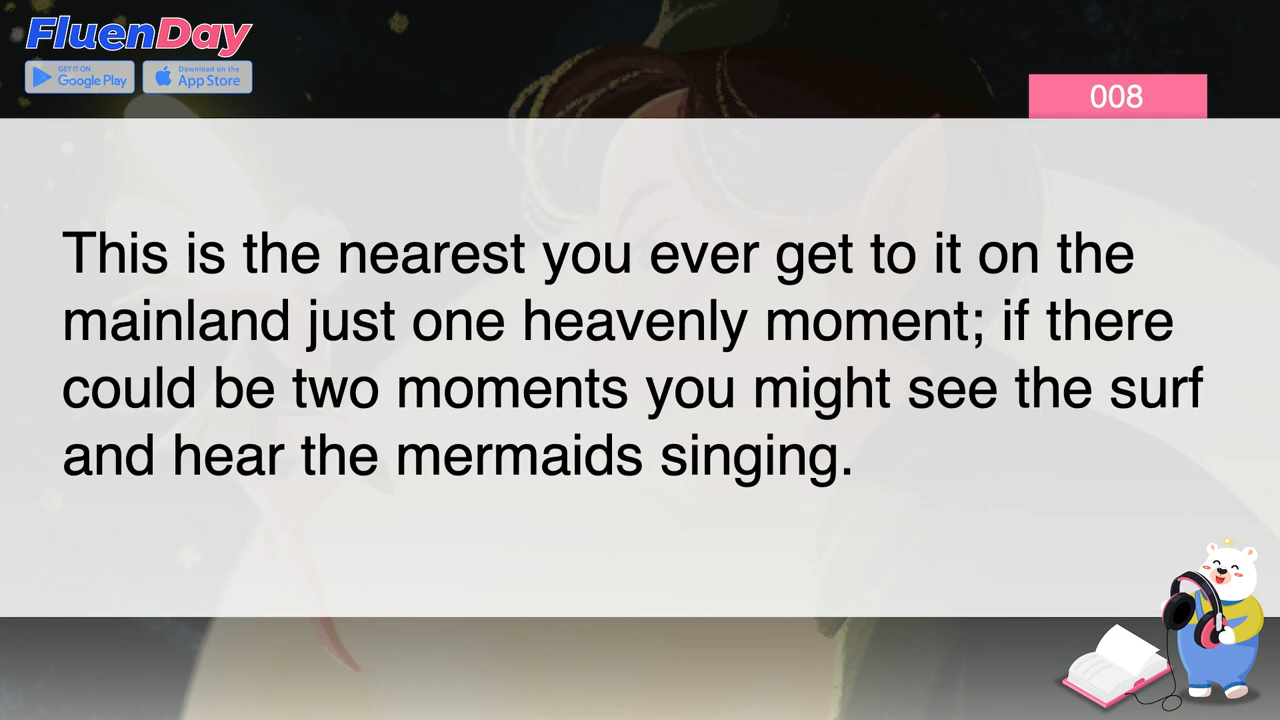 FluenDay
GET IT ON
Google Play
Download on the
App Store
008
This is the nearest you ever get to it on the
mainland just one heavenly moment; if there
could be two moments you might see the surf
and hear the mermaids singing.